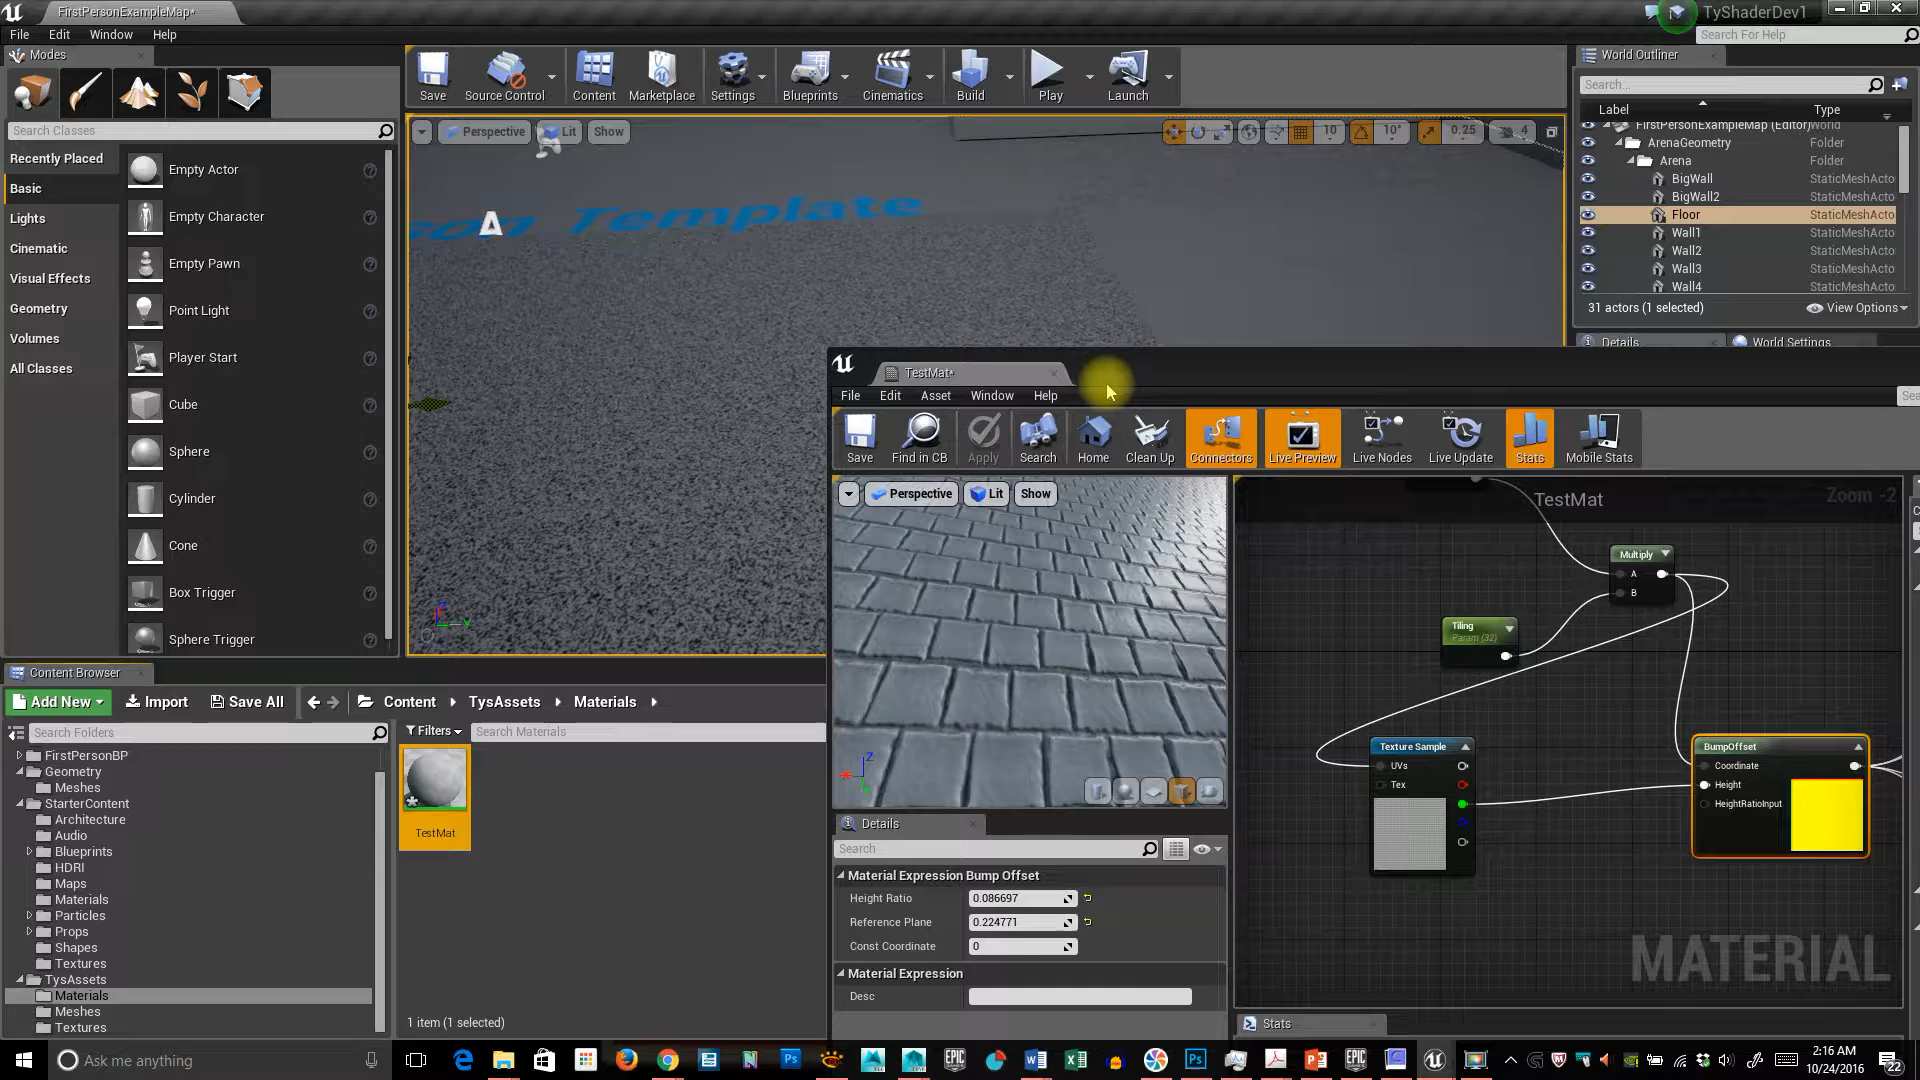 FirstPersonExampleMap*
TyShaderDev1
File Edit Window Help
Search For Help
Modes
Search Classes
Recently Placed
Basic
Lights
Cinematic
Visual Effects
Geometry
Volumes
All Classes
Empty Actor
Empty Character
Empty Pawn
Point Light
Player Start
Cube
Sphere
Cylinder
Cone
Box Trigger
Sphere Trigger
Save
Source Control
Content
Marketplace
Settings
Blueprints
Cinematics
Build
Play
Launch
Perspective Lit Show
10 10° 0.25 4
Template
World Outliner
Search...
Label Type
FirstPersonExampleMap (Editor) World
ArenaGeometry Folder
Arena Folder
BigWall StaticMeshActo
BigWall2 StaticMeshActo
Floor StaticMeshActo
Wall1 StaticMeshActo
Wall2 StaticMeshActo
Wall3 StaticMeshActo
Wall4 StaticMeshActo
31 actors (1 selected) View Options
Details World Settings
TestMat*
File Edit Asset Window Help
Sea
Save
Find in CB
Apply
Search
Home
Clean Up
Connectors
Live Preview
Live Nodes
Live Update
Stats
Mobile Stats
Perspective Lit Show
TestMat Zoom -2
Multiply
A
B
Tiling
Param (32)
Texture Sample
UVs
Tex
BumpOffset
Coordinate
Height
HeightRatioInput
MATERIAL
Stats
Details
Search
Material Expression Bump Offset
Height Ratio 0.086697
Reference Plane 0.224771
Const Coordinate 0
Material Expression
Desc
Content Browser
Add New Import Save All Content TysAssets Materials
Search Folders
Filters Search Materials
FirstPersonBP
Geometry
Meshes
StarterContent
Architecture
Audio
Blueprints
HDRI
Maps
Materials
Particles
Props
Shapes
Textures
TysAssets
Materials
Meshes
Textures
TestMat
1 item (1 selected)
Ask me anything
2:16 AM
10/24/2016
22